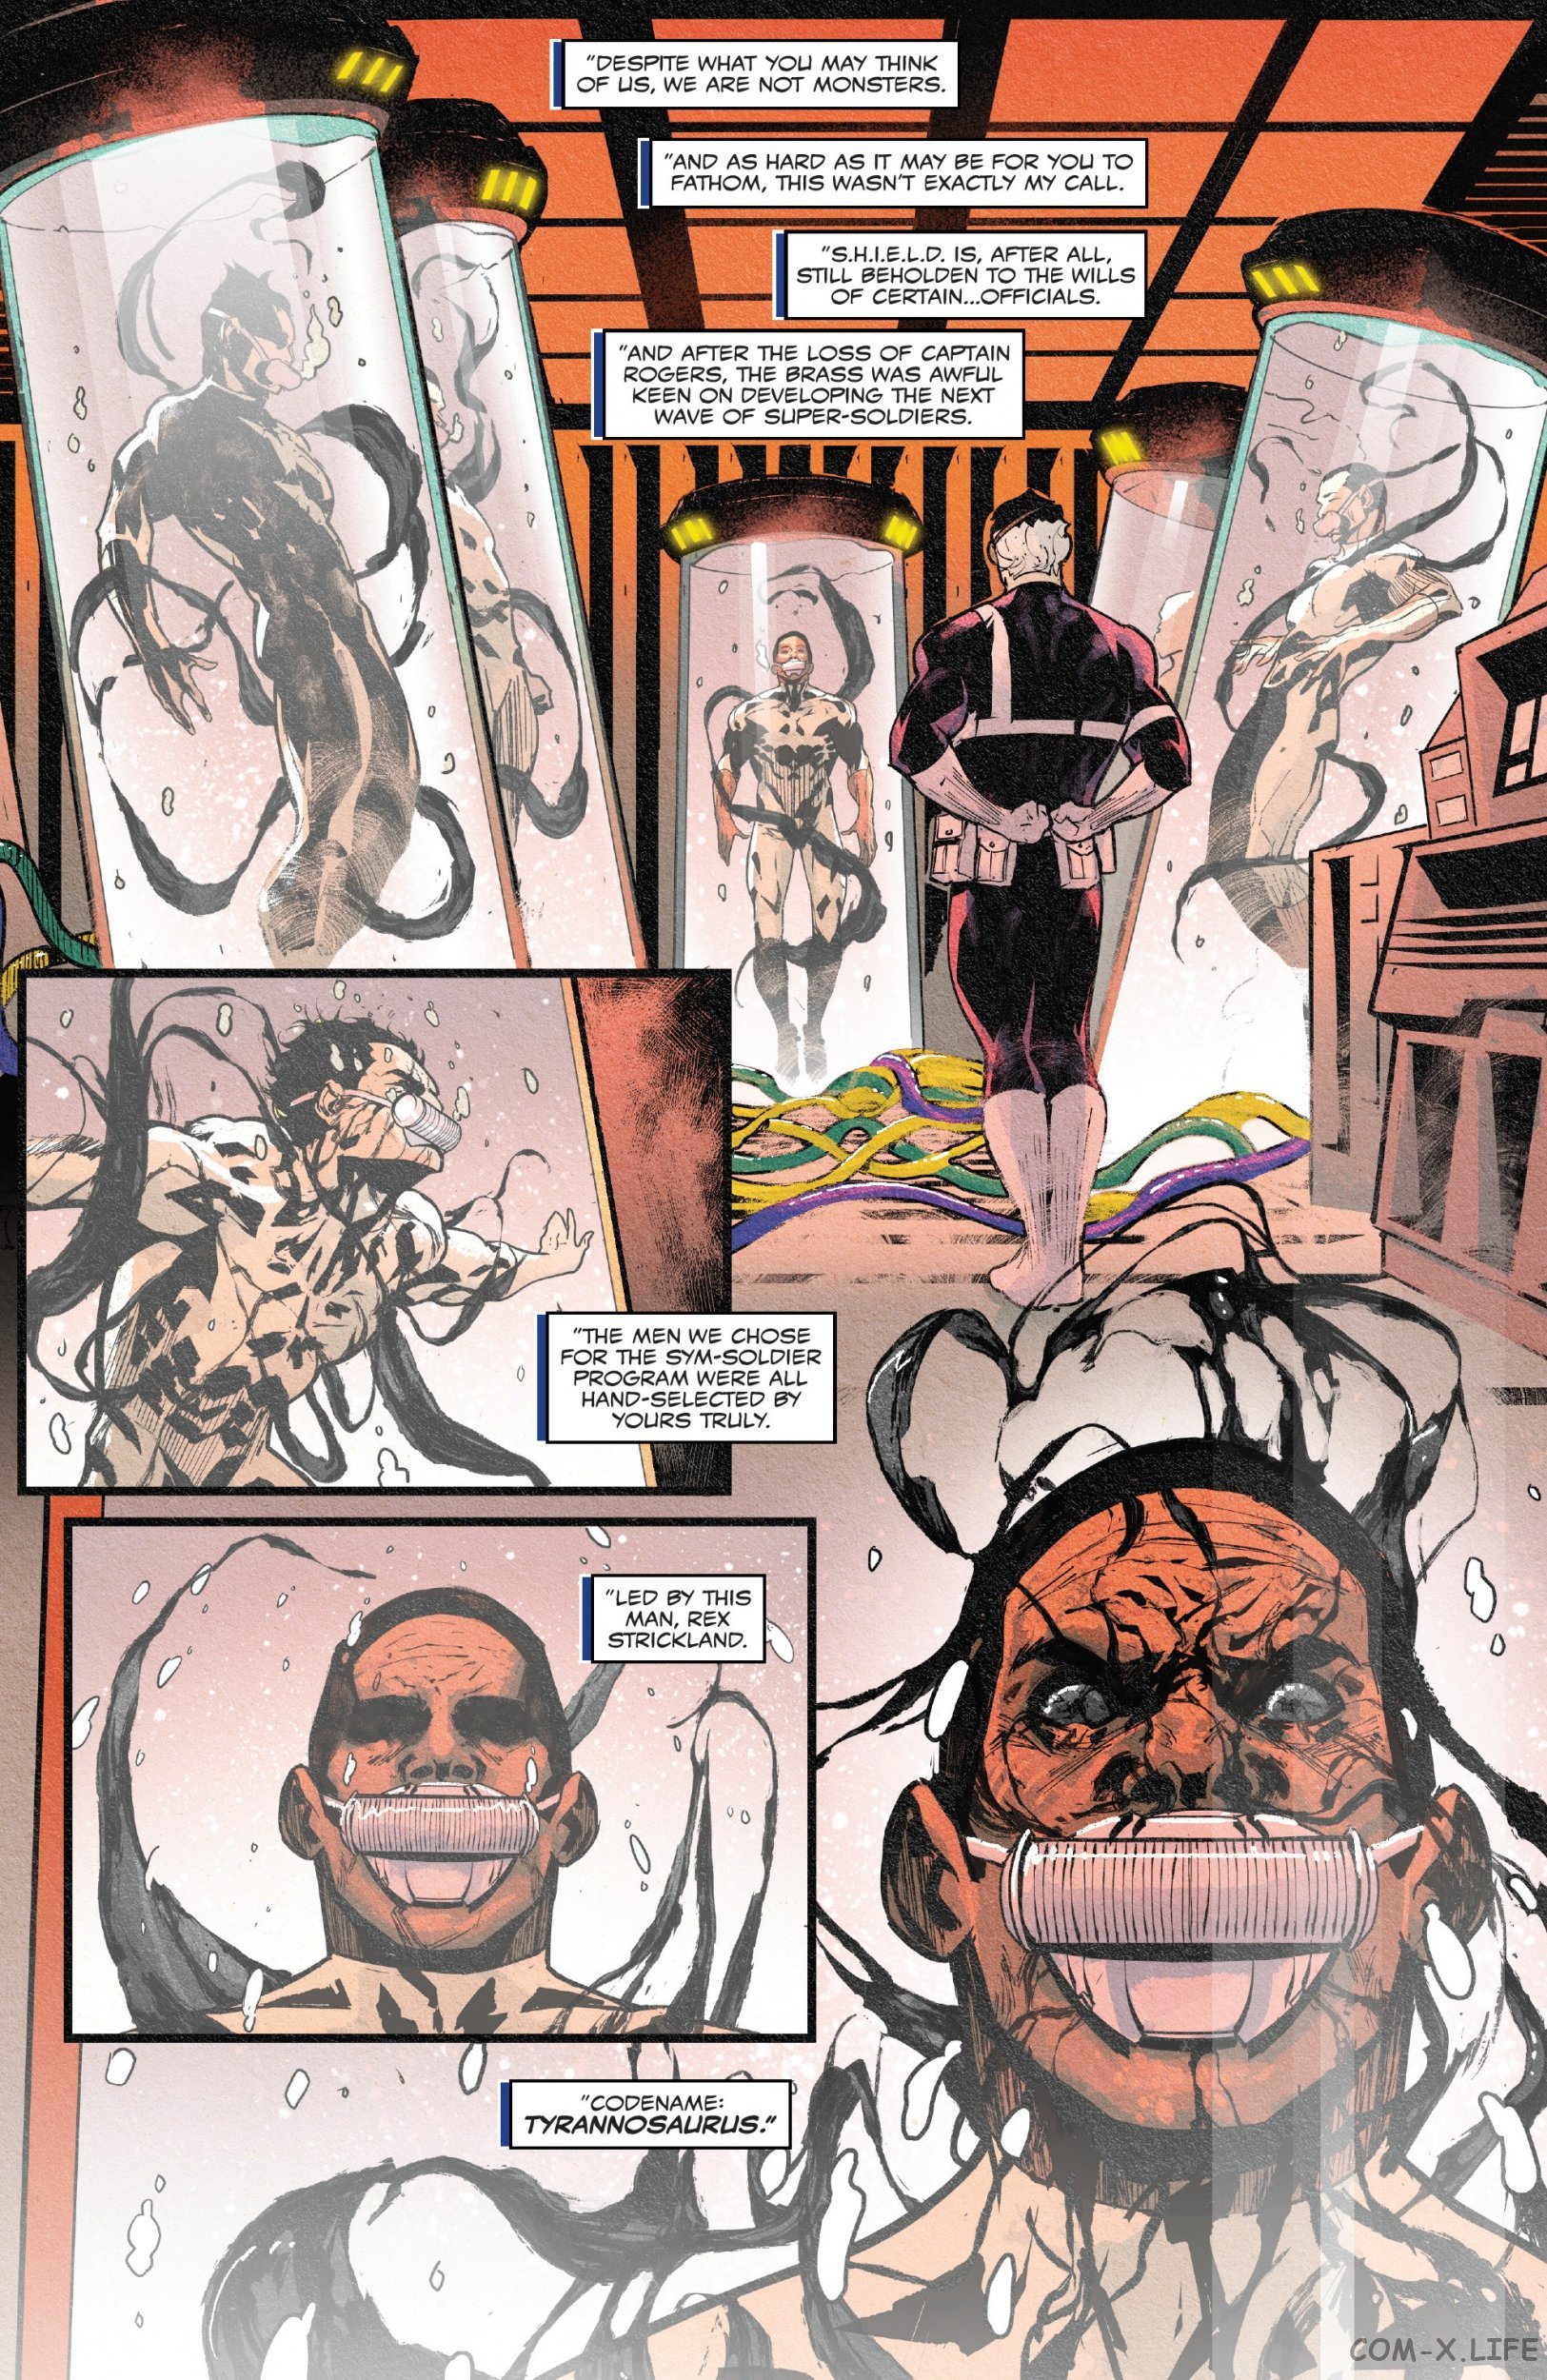 "DESPITE WHAT YOU MAY THINK
OF US, WE ARE NOT MONSTERS.
"AND AS HARD AS IT MAY BE FOR YOU TO
FATHOM, THIS WASN'T EXACTLY MY CALL.
"S.H.I.E.L.D. IS, AFTER ALL,
STILL BEHOLDEN TO THE WILLS
OF CERTAIN...OFFICIALS.
"AND AFTER THE LOSS OF CAPTAIN
ROGERS, THE BRASS WAS AWFUL
KEEN ON DEVELOPING THE NEXT
WAVE OF SUPER-SOLDIERS.
"THE MEN WE CHOSE
FOR THE SYM-SOLDIER
PROGRAM WERE ALL
HAND-SELECTED BY
YOURS TRULY.
"LED BY THIS
MAN, REX
STRICKLAND.
"CODENAME:
TYRANNOSAURUS."
COM-X.LIFE